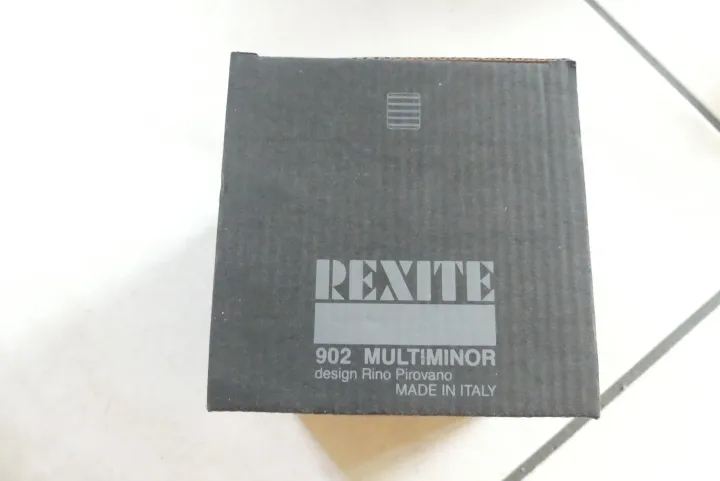 REXITE
902 MULTIMINOR
design Rino Pirovano
MADE IN ITALY